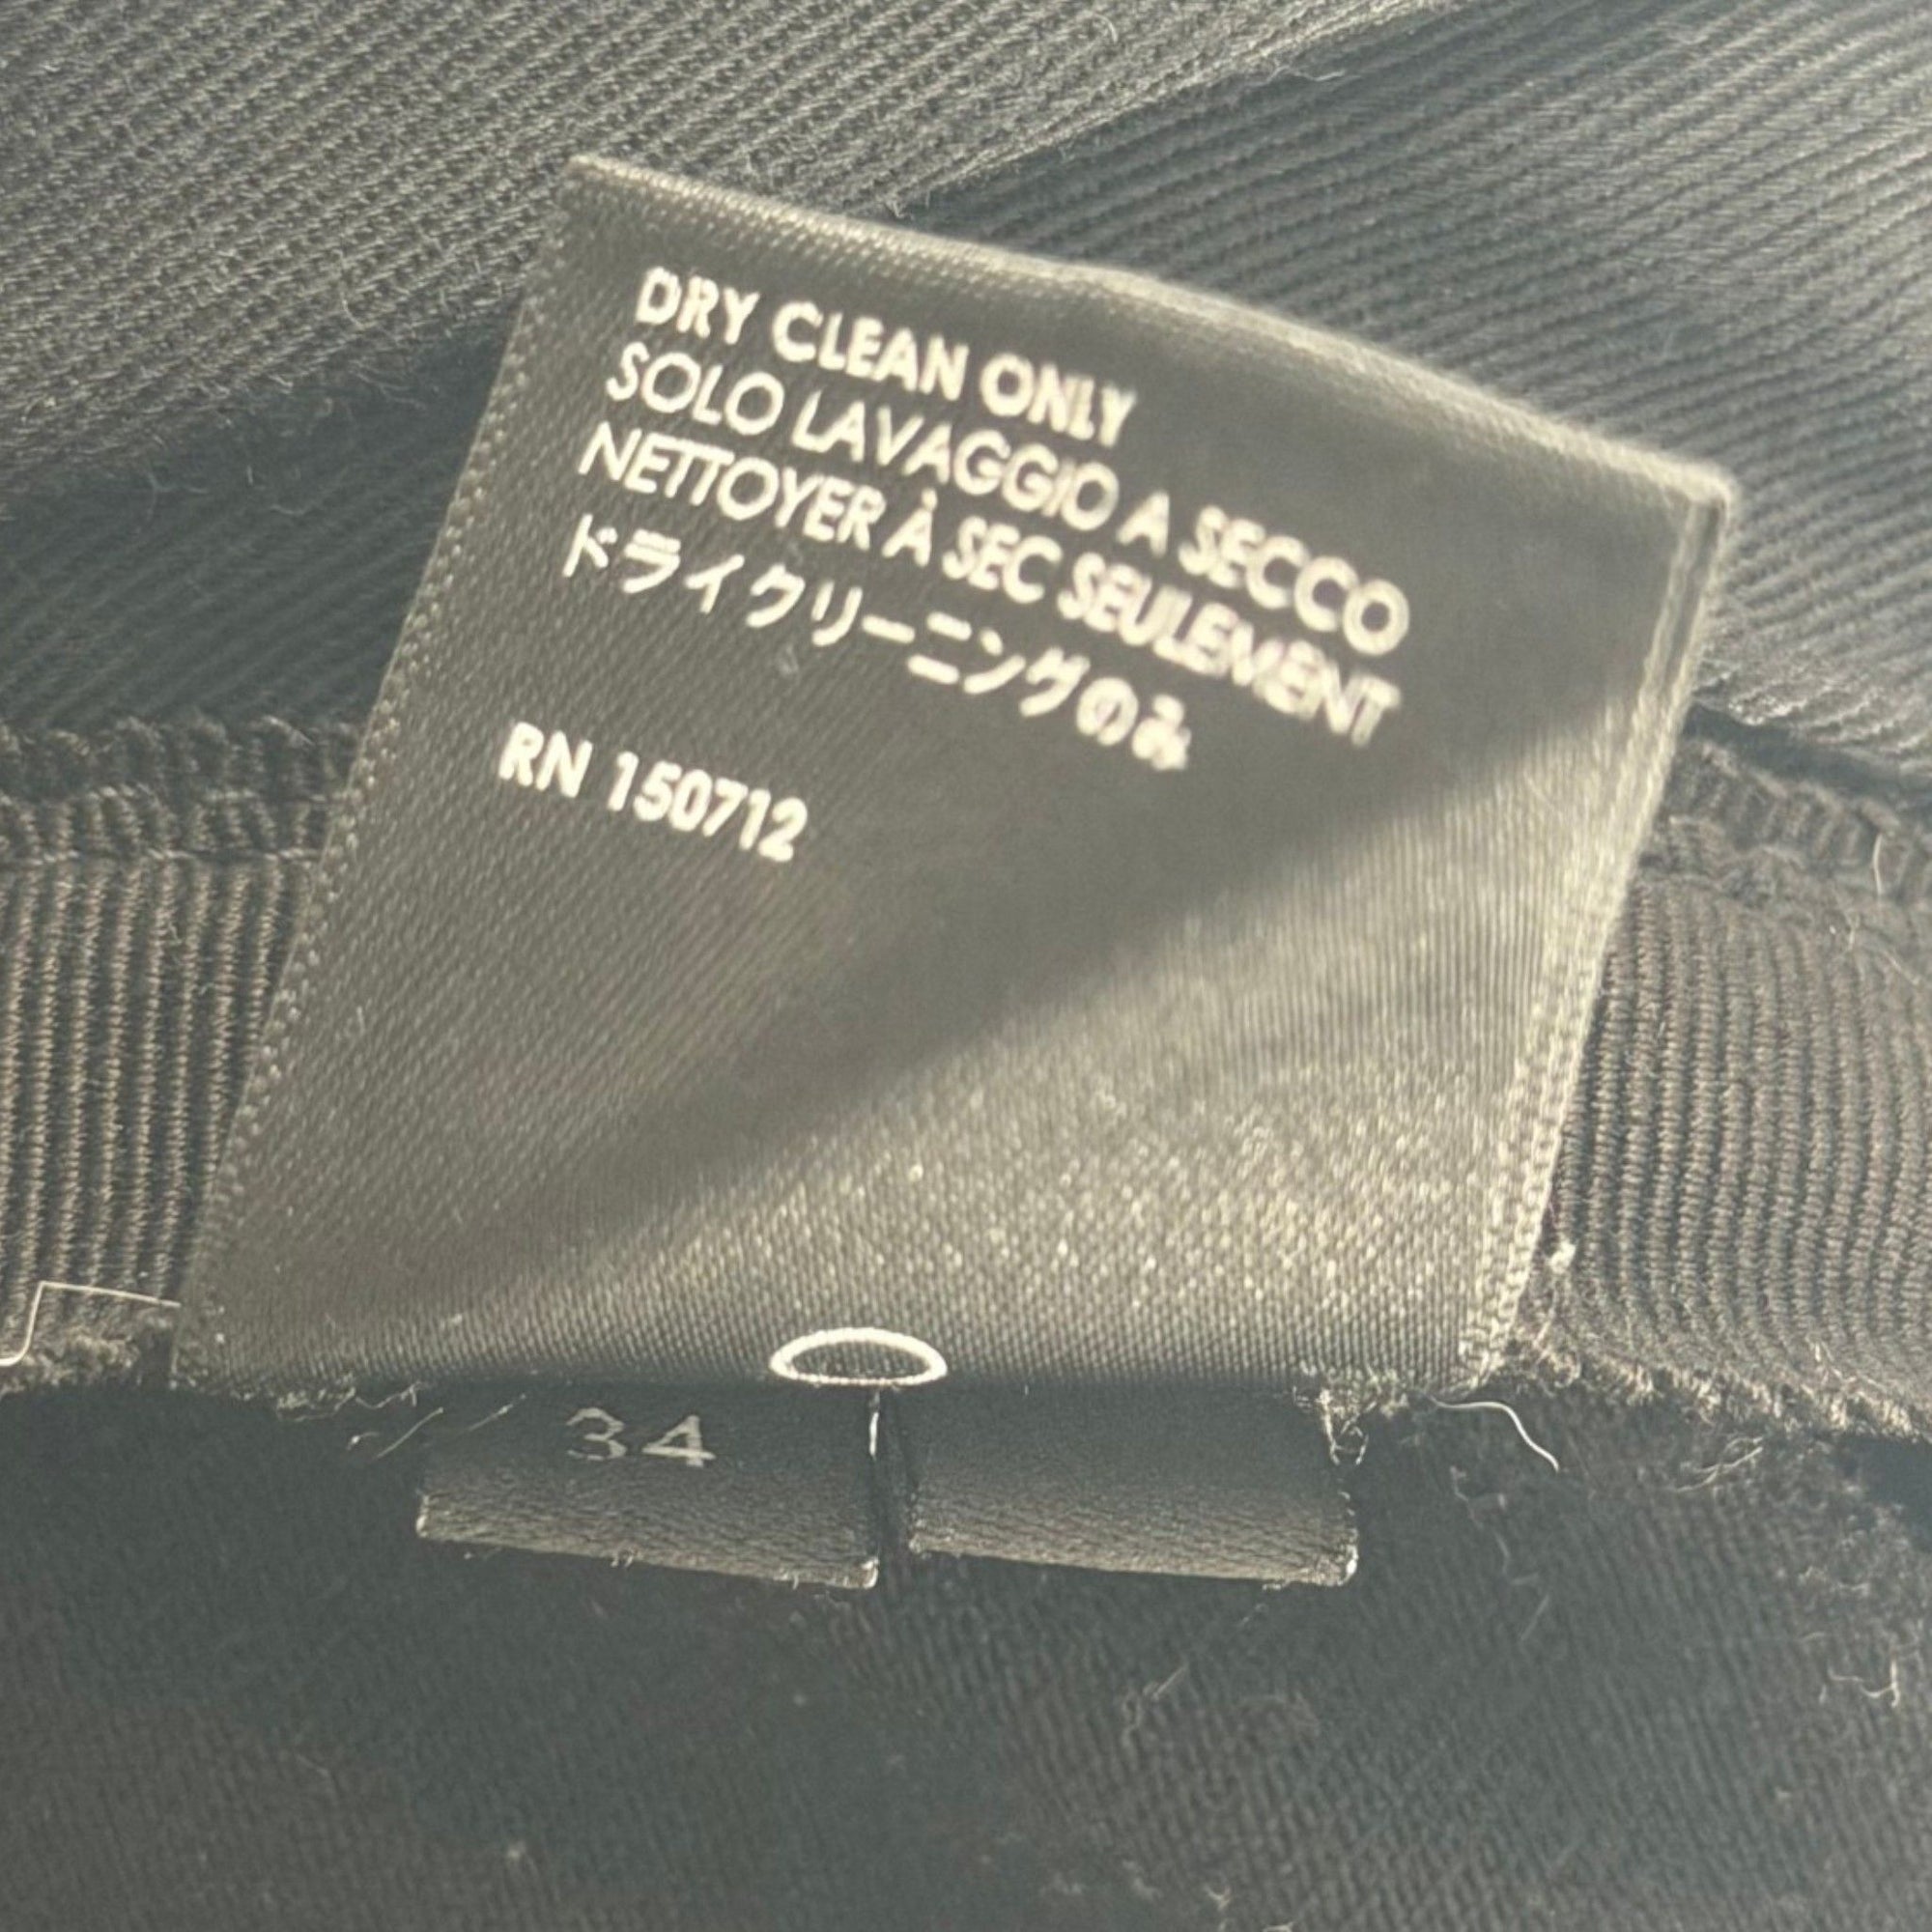 DRY CLEAN ONLY
SOLO LAVAGGIO A SECCO
NETTOYER À SEC SEULEMENT
ドライクリーニングのみ
RN 150712
34